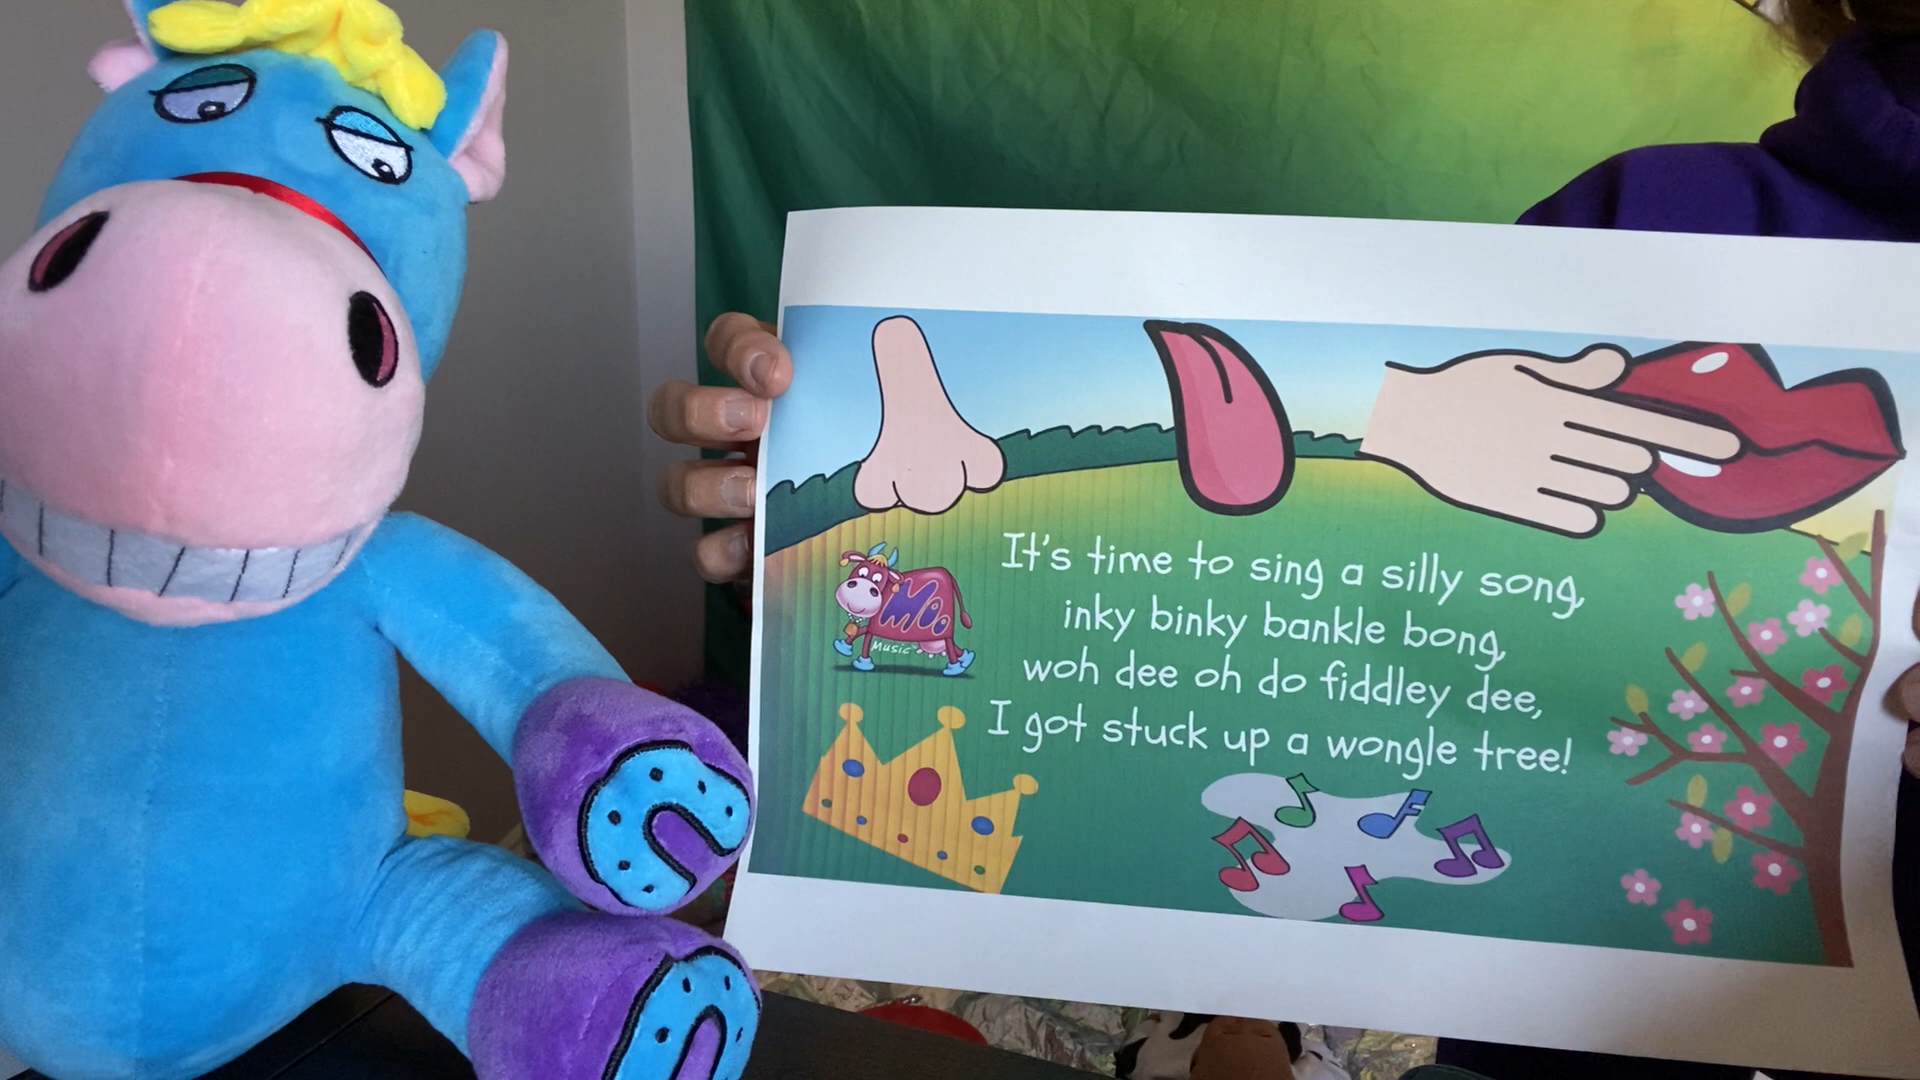 It's time to sing a silly song,
inky binky bankle bong,
woh dee oh do fiddley dee,
I got stuck up a wongle tree!
Moo
Music